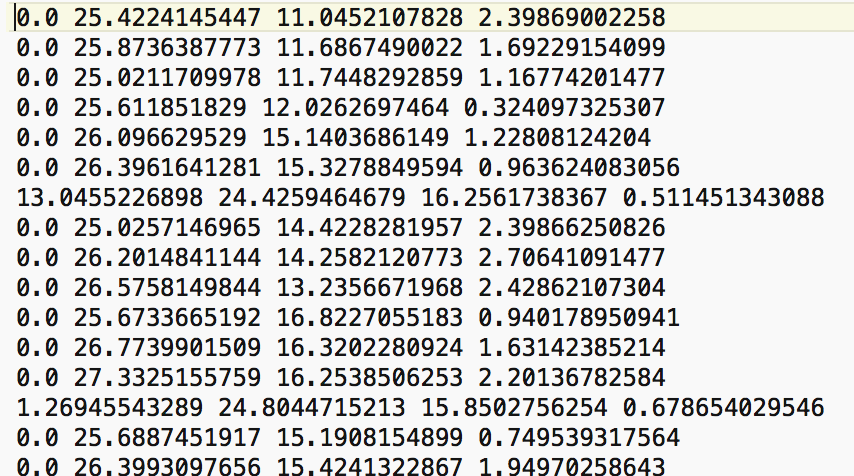 0.0 25.4224145447 11.0452107828 2.39869002258
0.0 25.8736387773 11.6867490022 1.69229154099
0.0 25.0211709978 11.7448292859 1.16774201477
0.0 25.611851829 12.0262697464 0.324097325307
0.0 26.096629529 15.1403686149 1.22808124204
0.0 26.3961641281 15.3278849594 0.963624083056
13.0455226898 24.4259464679 16.2561738367 0.511451343088
0.0 25.0257146965 14.4228281957 2.39866250826
0.0 26.2014841144 14.2582120773 2.70641091477
0.0 26.5758149844 13.2356671968 2.42862107304
0.0 25.6733665192 16.8227055183 0.940178950941
0.0 26.7739901509 16.3202280924 1.63142385214
0.0 27.3325155759 16.2538506253 2.20136782584
1.26945543289 24.8044715213 15.8502756254 0.678654029546
0.0 25.6887451917 15.1908154899 0.749539317564
0.0 26.3993097656 15.4241322867 1.94970258643